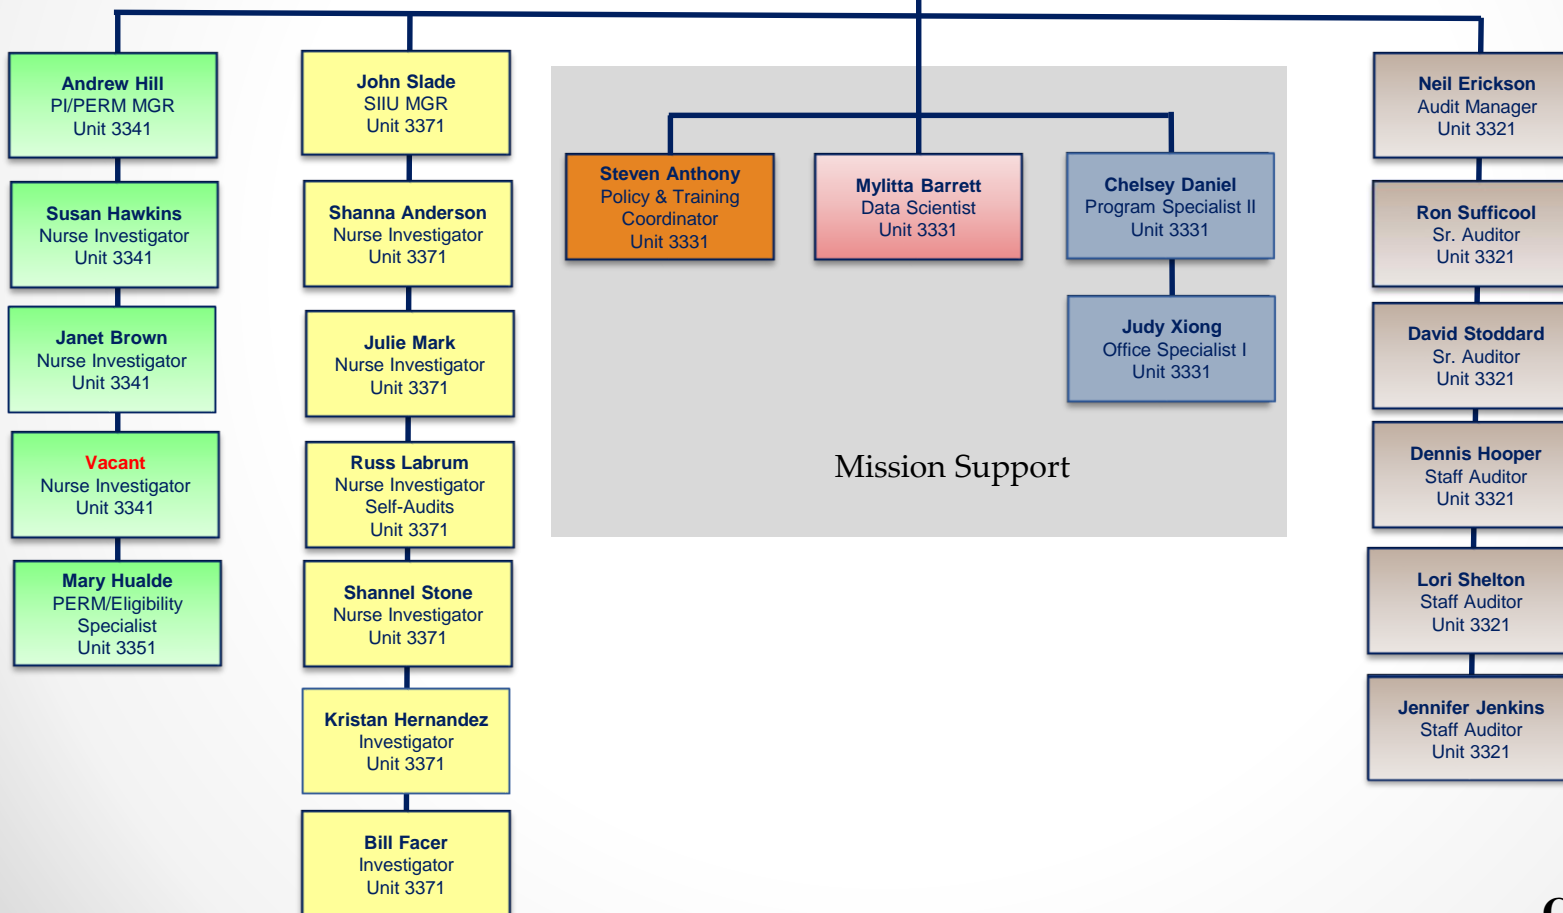 Andrew Hill
PI/PERM MGR
Unit 3341
Susan Hawkins
Nurse Investigator
Unit 3341
Janet Brown
Nurse Investigator
Unit 3341
Vacant
Nurse Investigator
Unit 3341
Mary Hualde
PERM/Eligibility
Specialist
Unit 3351
John Slade
SIIU MGR
Unit 3371
Shanna Anderson
Nurse Investigator
Unit 3371
Julie Mark
Nurse Investigator
Unit 3371
Russ Labrum
Nurse Investigator
Self-Audits
Unit 3371
Shannel Stone
Nurse Investigator
Unit 3371
Kristan Hernandez
Investigator
Unit 3371
Bill Facer
Investigator
Unit 3371
Steven Anthony
Policy & Training
Coordinator
Unit 3331
Mylitta Barrett
Data Scientist
Unit 3331
Chelsey Daniel
Program Specialist II
Unit 3331
Judy Xiong
Office Specialist I
Unit 3331
Mission Support
Neil Erickson
Audit Manager
Unit 3321
Ron Sufficool
Sr. Auditor
Unit 3321
David Stoddard
Sr. Auditor
Unit 3321
Dennis Hooper
Staff Auditor
Unit 3321
Lori Shelton
Staff Auditor
Unit 3321
Jennifer Jenkins
Staff Auditor
Unit 3321